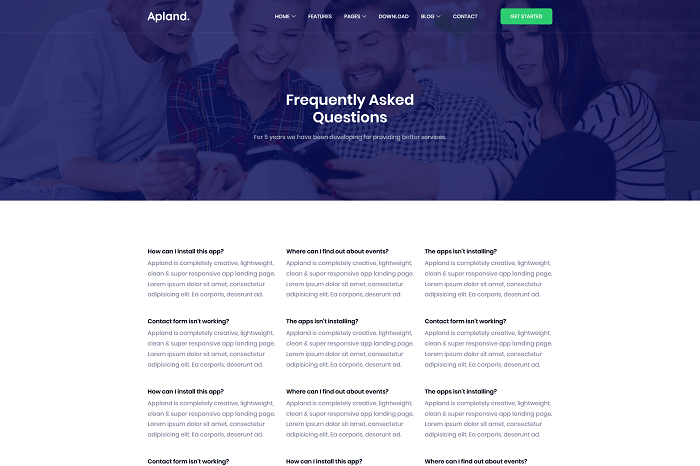 Apland.
HOME FEATURES PAGES DOWNLOAD BLOG CONTACT GET STARTED
Frequently Asked
Questions
For 5 years we have been developing for providing better services.
How can I install this app?
Appland is completely creative, lightweight,
clean & super responsive app landing page.
Lorem ipsum dolor sit amet, consectetur
adipisicing elit. Ea corporis, deserunt ad.
Where can I find out about events?
Appland is completely creative, lightweight,
clean & super responsive app landing page.
Lorem ipsum dolor sit amet, consectetur
adipisicing elit. Ea corporis, deserunt ad.
The apps isn't installing?
Appland is completely creative, lightweight,
clean & super responsive app landing page.
Lorem ipsum dolor sit amet, consectetur
adipisicing elit. Ea corporis, deserunt ad.
Contact form isn't working?
Appland is completely creative, lightweight,
clean & super responsive app landing page.
Lorem ipsum dolor sit amet, consectetur
adipisicing elit. Ea corporis, deserunt ad.
The apps isn't installing?
Appland is completely creative, lightweight,
clean & super responsive app landing page.
Lorem ipsum dolor sit amet, consectetur
adipisicing elit. Ea corporis, deserunt ad.
Contact form isn't working?
Appland is completely creative, lightweight,
clean & super responsive app landing page.
Lorem ipsum dolor sit amet, consectetur
adipisicing elit. Ea corporis, deserunt ad.
How can I install this app?
Appland is completely creative, lightweight,
clean & super responsive app landing page.
Lorem ipsum dolor sit amet, consectetur
adipisicing elit. Ea corporis, deserunt ad.
Where can I find out about events?
Appland is completely creative, lightweight,
clean & super responsive app landing page.
Lorem ipsum dolor sit amet, consectetur
adipisicing elit. Ea corporis, deserunt ad.
The apps isn't installing?
Appland is completely creative, lightweight,
clean & super responsive app landing page.
Lorem ipsum dolor sit amet, consectetur
adipisicing elit. Ea corporis, deserunt ad.
Contact form isn't working?
How can I install this app?
Where can I find out about events?